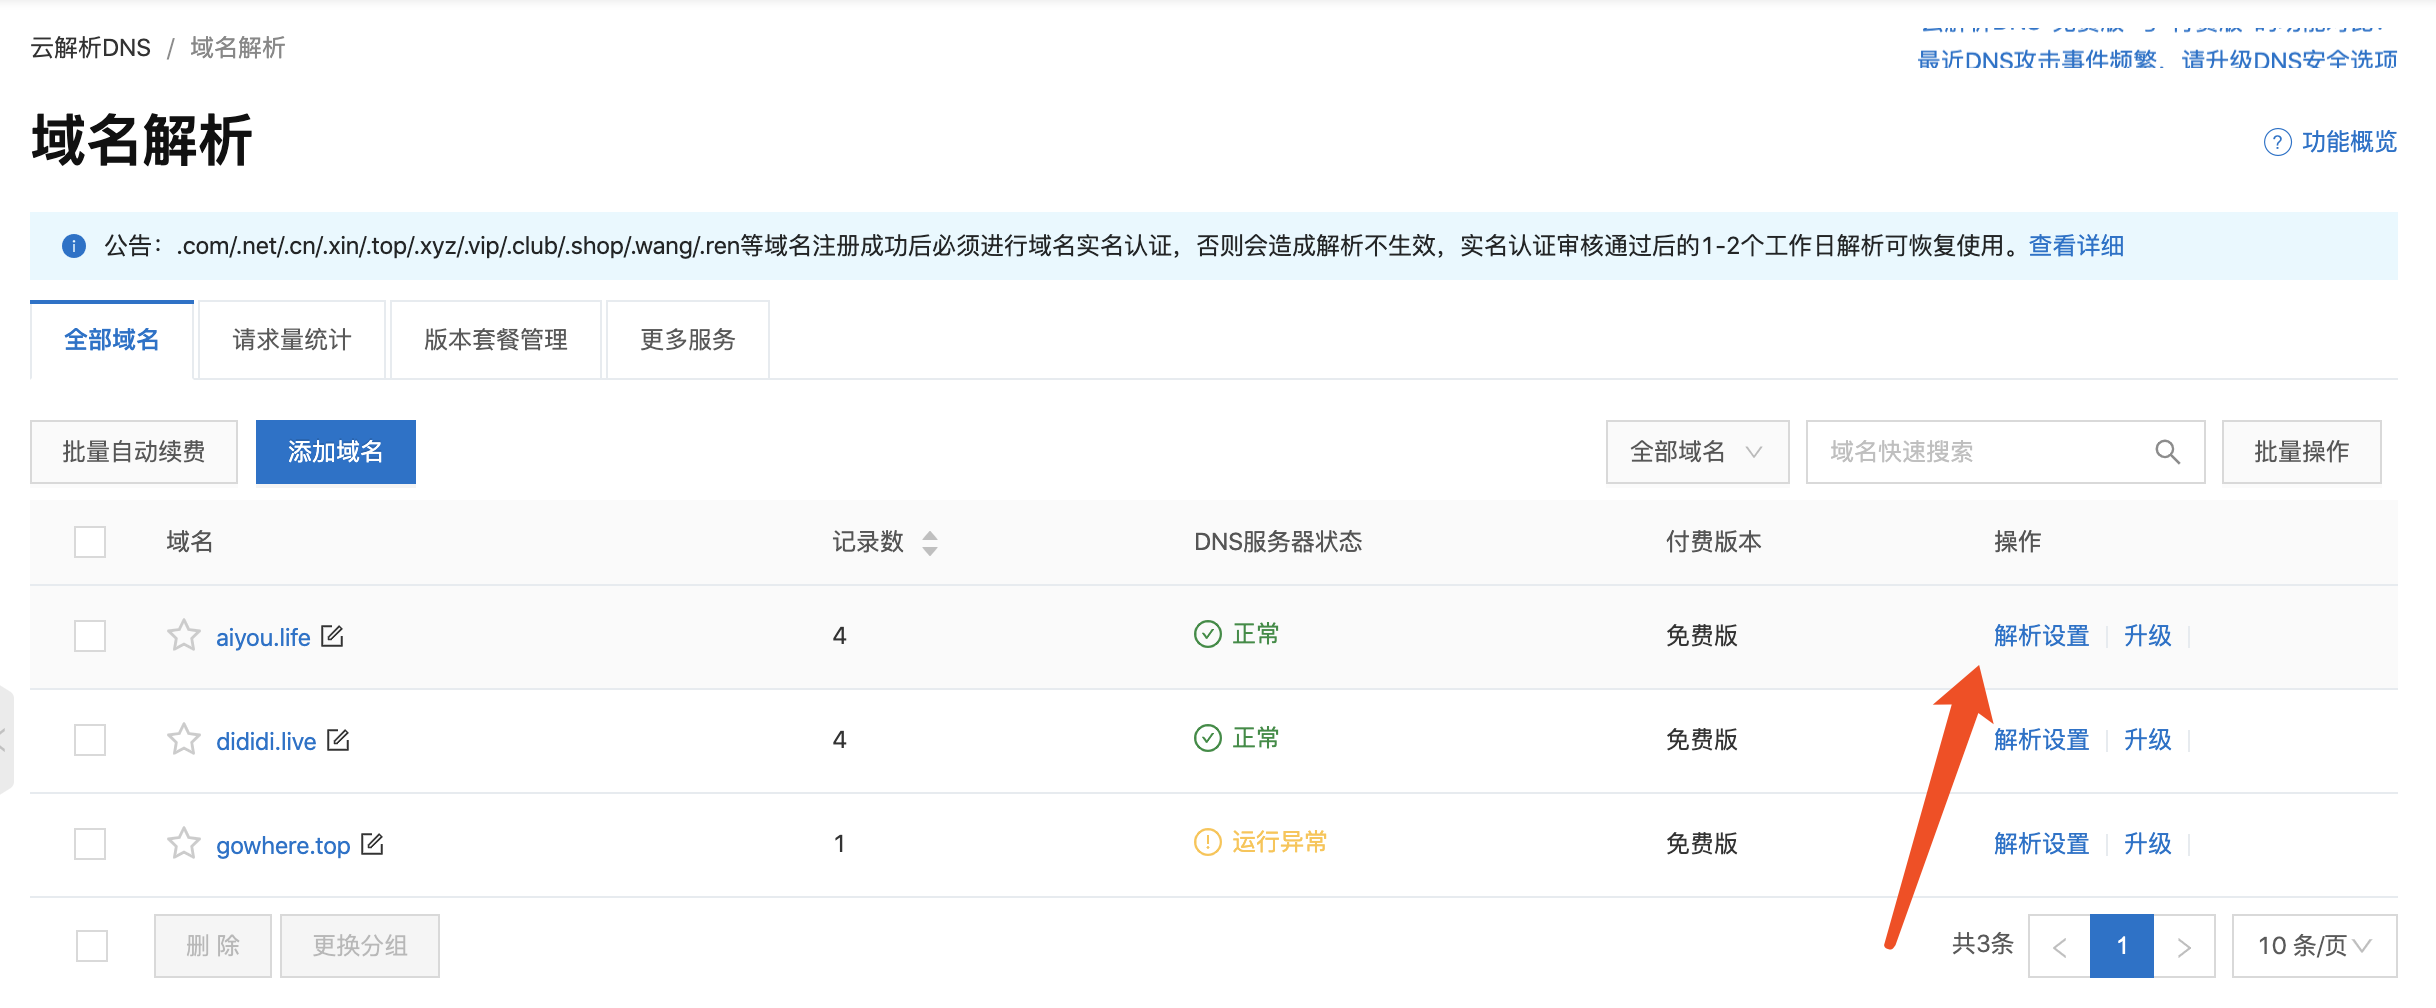 云解析DNS / 域名解析
最近DNS攻击事件频繁，请升级DNS安全选项
域名解析
功能概览
公告：.com/.net/.cn/.xin/.top/.xyz/.vip/.club/.shop/.wang/.ren等域名注册成功后必须进行域名实名认证，否则会造成解析不生效，实名认证审核通过后的1-2个工作日解析可恢复使用。查看详细
全部域名 请求量统计 版本套餐管理 更多服务
批量自动续费 添加域名 全部域名 域名快速搜索 批量操作
域名 记录数 DNS服务器状态 付费版本 操作
aiyou.life 4 正常 免费版 解析设置 升级
dididi.live 4 正常 免费版 解析设置 升级
gowhere.top 1 运行异常 免费版 解析设置 升级
删 除 更换分组 共3条 < 1 > 10 条/页